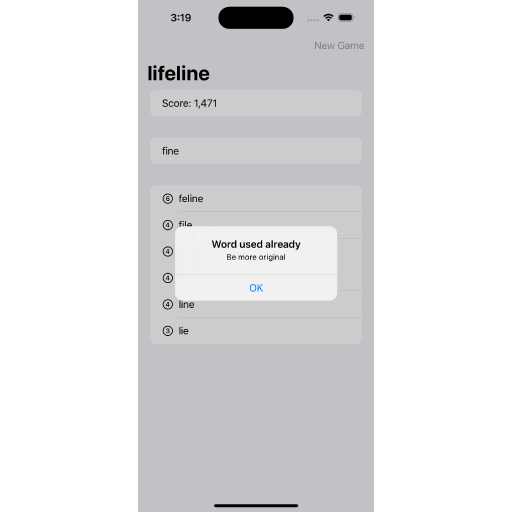 3:19
New Game
lifeline
Score: 1,471
fine
6 feline
4 file
4
4
4 line
3 lie
Word used already
Be more original
OK